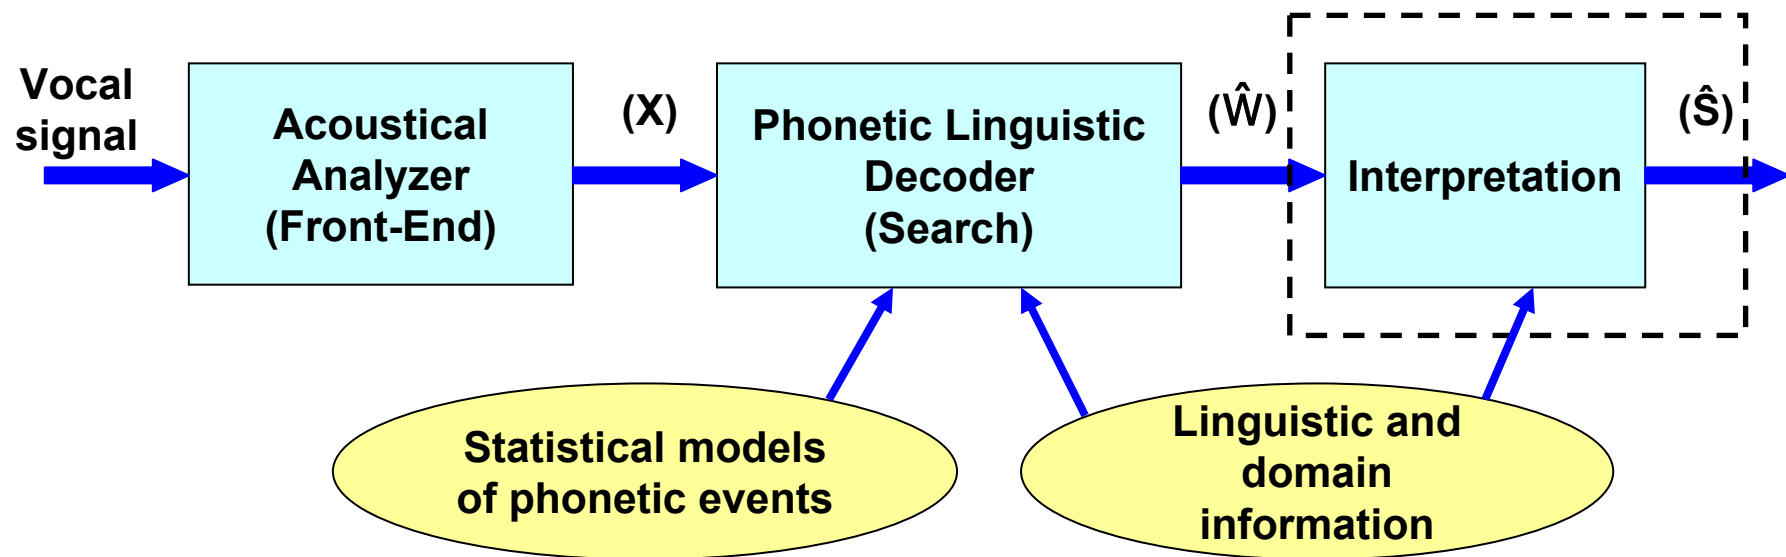 Vocal
signal
Acoustical
Analyzer
(Front-End)
(X)
Phonetic Linguistic
Decoder
(Search)
(Ŵ)
Interpretation
(Ŝ)
Statistical models
of phonetic events
Linguistic and
domain
information